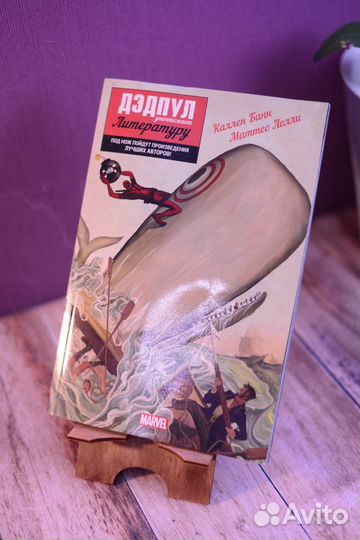 ДЭДПУЛ
уничтожает
Литературу
ПОД НОЖ ПОЙДУТ ПРОИЗВЕДЕНИЯ
ЛУЧШИХ АВТОРОВ!
Каллен Банн
Маттео Лолли
MARVEL
Avito